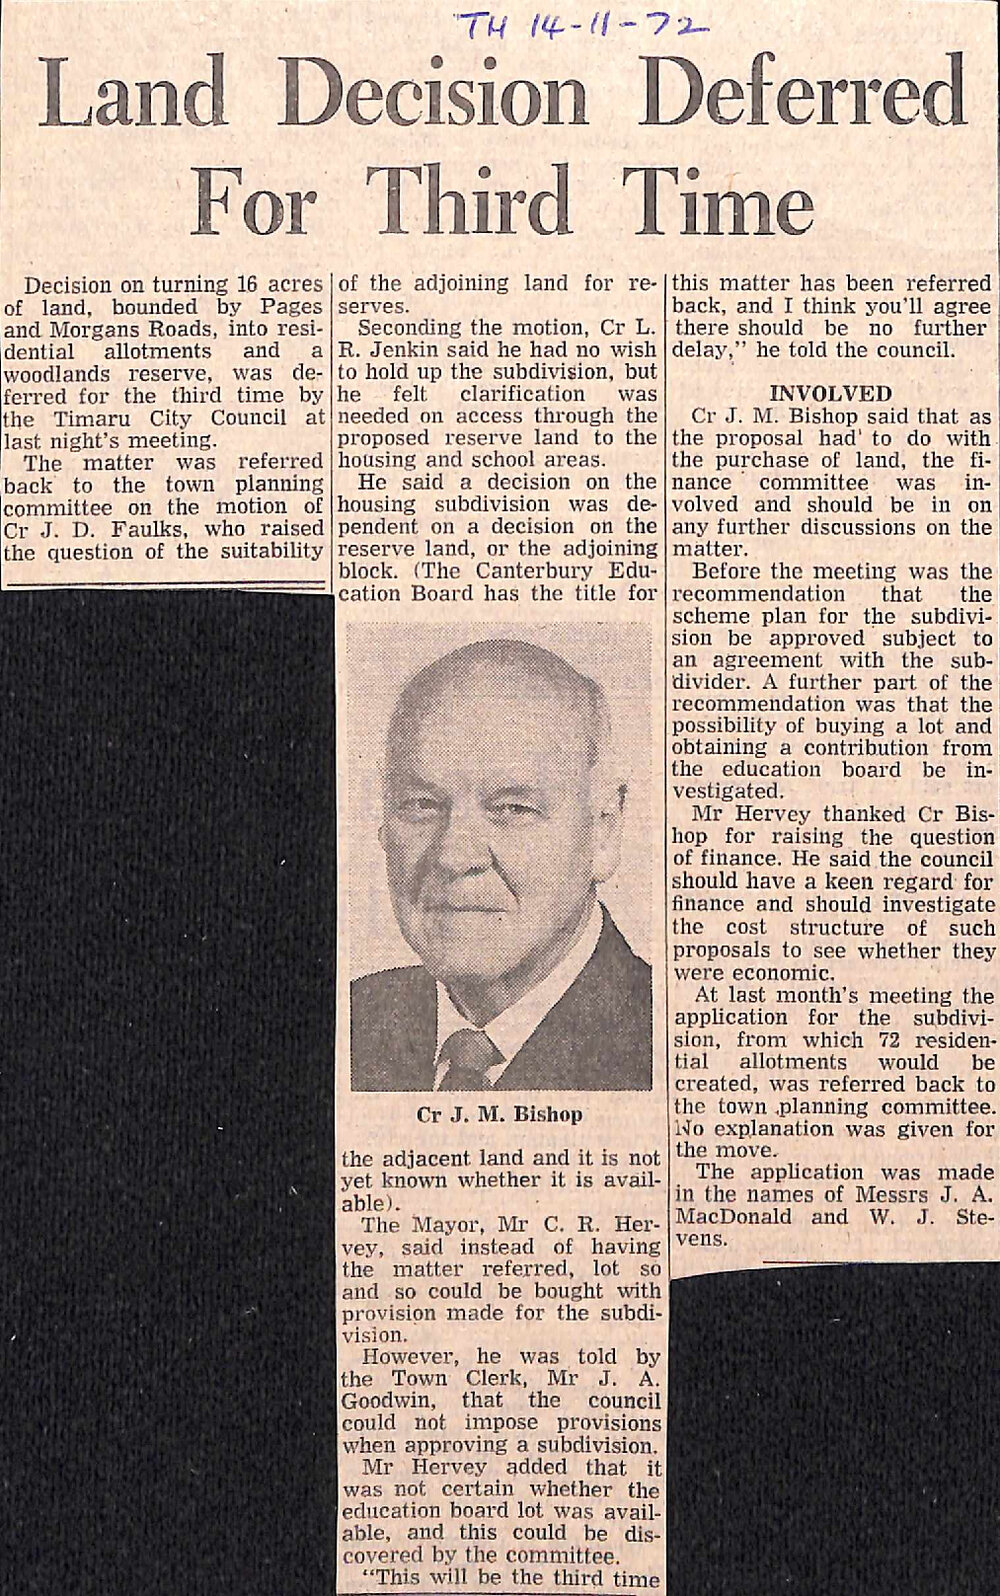 TH 14-11-72
Land Decision Deferred
For Third Time
Decision on turning 16 acres
of land, bounded by Pages
and Morgans Roads, into resi-
dential allotments and a
woodlands reserve, was de-
ferred for the third time by
the Timaru City Council at
last night's meeting.
The matter was referred
back to the town planning
committee on the motion of
Cr J. D. Faulks, who raised
the question of the suitability
of the adjoining land for re-
serves.
Seconding the motion, Cr L.
R. Jenkin said he had no wish
to hold up the subdivision, but
he felt clarification was
needed on access through the
proposed reserve land to the
housing and school areas.
He said a decision on the
housing subdivision was de-
pendent on a decision on the
reserve land, or the adjoining
block. (The Canterbury Edu-
cation Board has the title for
Cr J. M. Bishop
the adjacent land and it is not
yet known whether it is avail-
able).
The Mayor, Mr C. R. Her-
vey, said instead of having
the matter referred, lot so
and so could be bought with
provision made for the subdi-
vision.
However, he was told by
the Town Clerk, Mr J. A.
Goodwin, that the council
could not impose provisions
when approving a subdivision.
Mr Hervey added that it
was not certain whether the
education board lot was avail-
able, and this could be dis-
covered by the committee.
"This will be the third time
this matter has been referred
back, and I think you'll agree
there should be no further
delay," he told the council.
INVOLVED
Cr J. M. Bishop said that as
the proposal had to do with
the purchase of land, the fi-
nance committee was in-
volved and should be in on
any further discussions on the
matter.
Before the meeting was the
recommendation that the
scheme plan for the subdivi-
sion be approved subject to
an agreement with the sub-
divider. A further part of the
recommendation was that the
possibility of buying a lot and
obtaining a contribution from
the education board be in-
vestigated.
Mr Hervey thanked Cr Bis-
hop for raising the question
of finance. He said the council
should have a keen regard for
finance and should investigate
the cost structure of such
proposals to see whether they
were economic.
At last month's meeting the
application for the subdivi-
sion, from which 72 residen-
tial allotments would be
created, was referred back to
the town planning committee.
No explanation was given for
the move.
The application was made
in the names of Messrs J. A.
MacDonald and W. J. Ste-
vens.